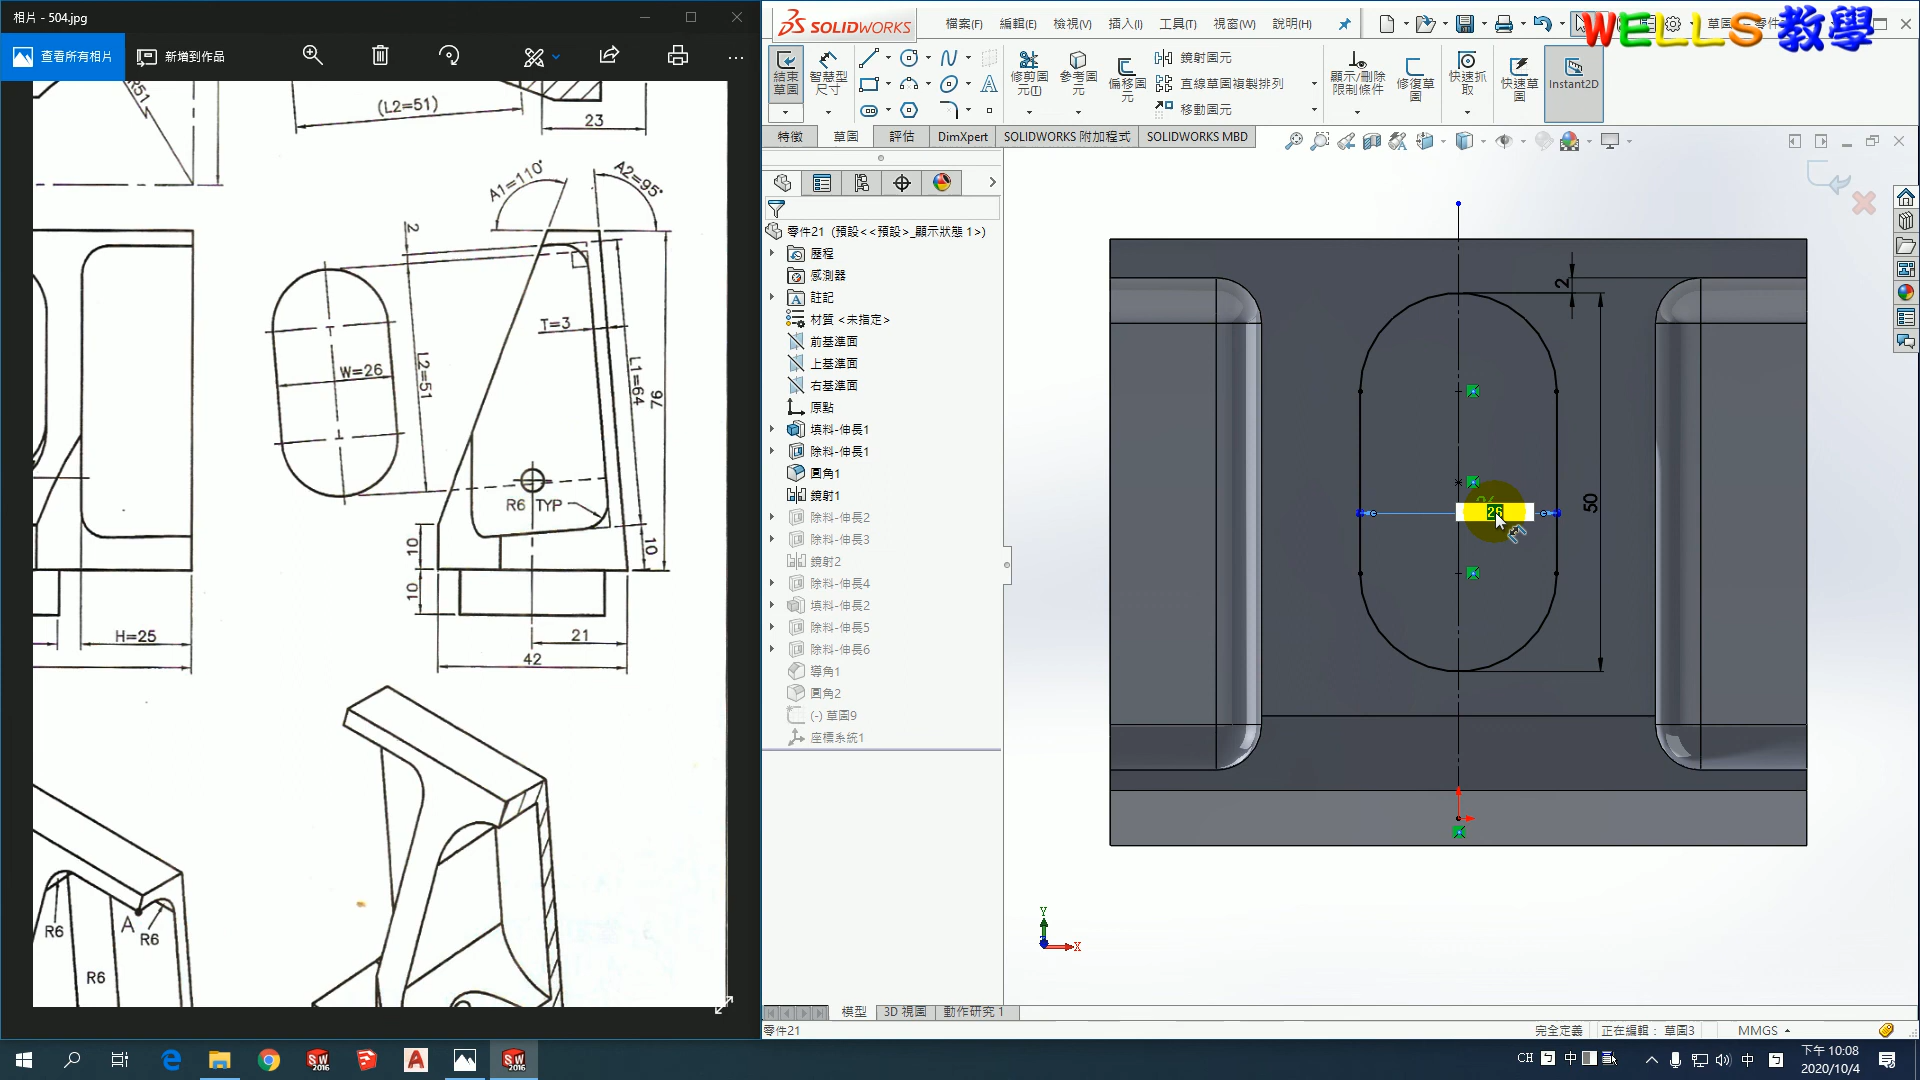 相片 - 504.jpg
查看所有相片
新增到作品
R51
(L2=51)
23
A1=110°
A2=95°
2
T=3
W=26
L2=51
L1=64
76
R6 TYP
10
10
10
21
42
H=25
A
R6
R6
R6
SOLIDWORKS
檔案(F)
編輯(E)
檢視(V)
插入(I)
工具(T)
視窗(W)
說明(H)
WELLS 教學
結束草圖
智慧型尺寸
修剪圖元(T)
參考圖元
偏移圖元
鏡射圖元
直線草圖複製排列
移動圖元
顯示/刪除限制條件
修復草圖
快速抓取
快速草圖
Instant2D
特徵
草圖
評估
DimXpert
SOLIDWORKS 附加程式
SOLIDWORKS MBD
零件21 (預設<<預設>_顯示狀態 1>)
歷程
感測器
註記
材質 <未指定>
前基準面
上基準面
右基準面
原點
填料-伸長1
除料-伸長1
圓角1
鏡射1
除料-伸長2
除料-伸長3
鏡射2
除料-伸長4
填料-伸長2
除料-伸長5
除料-伸長6
導角1
圓角2
(-) 草圖9
座標系統1
2
50
26
Y
X
模型
3D 視圖
動作研究 1
零件21
完全定義
正在編輯: 草圖3
MMGS
CH
中
中
下午 10:08
2020/10/4